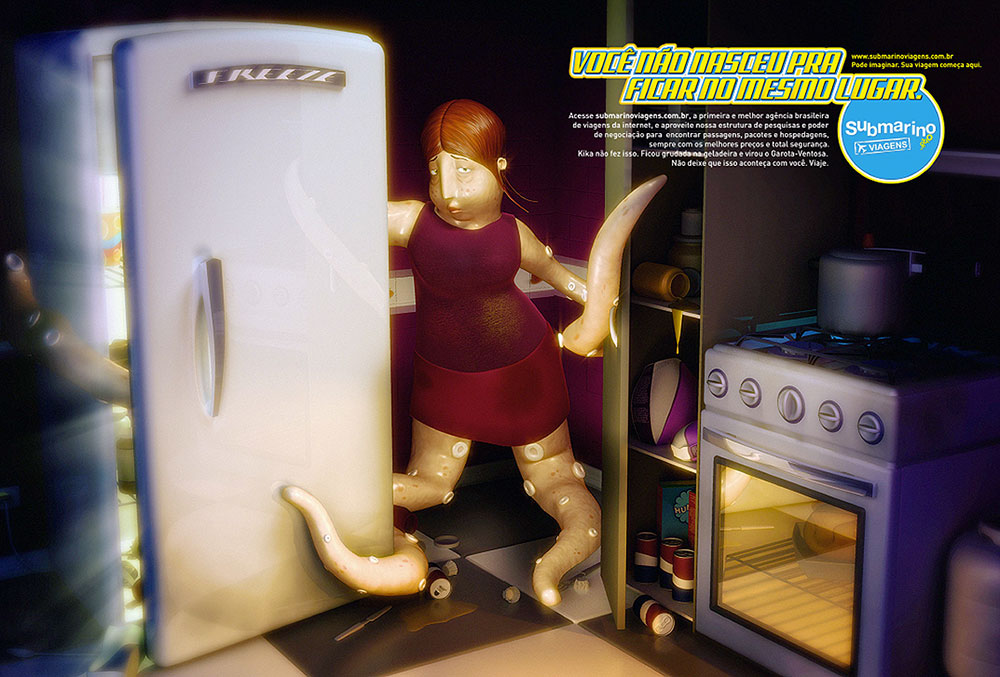 FREEZE
VOCÊ NÃO NASCEU PRA
FICAR NO MESMO LUGAR.
www.submarinoviagens.com.br
Pode imaginar. Sua viagem começa aqui.
Acesse submarinoviagens.com.br, a primeira e melhor agência brasileira
de viagens da internet, e aproveite nossa estrutura de pesquisas e poder
de negociação para encontrar passagens, pacotes e hospedagens,
sempre com os melhores preços e total segurança.
Kika não fez isso. Ficou grudada na geladeira e virou o Garota-Ventosa.
Não deixe que isso aconteça com você. Viaje.
Submarino
VIAGENS